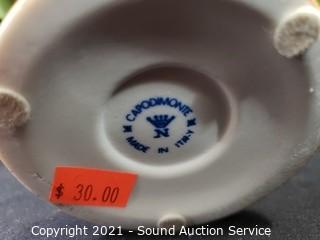 CAPODIMONTE
N
MADE IN ITALY
$ 30.00
Copyright 2021 - Sound Auction Service